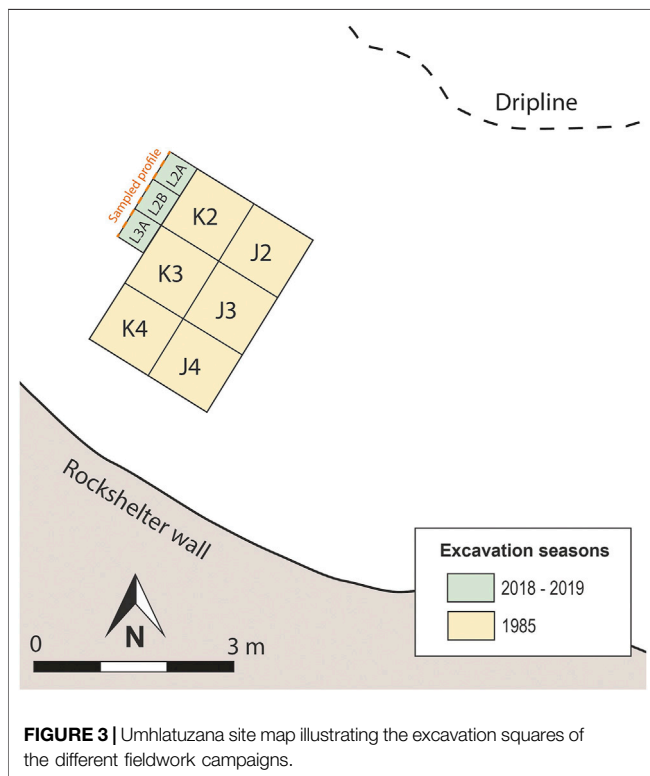 Dripline
Sampled profile
L2A
L2B
L3A
K2
J2
K3
J3
K4
J4
Rockshelter wall
Excavation seasons
2018 - 2019
1985
N
0 3 m
FIGURE 3 | Umhlatuzana site map illustrating the excavation squares of
the different fieldwork campaigns.